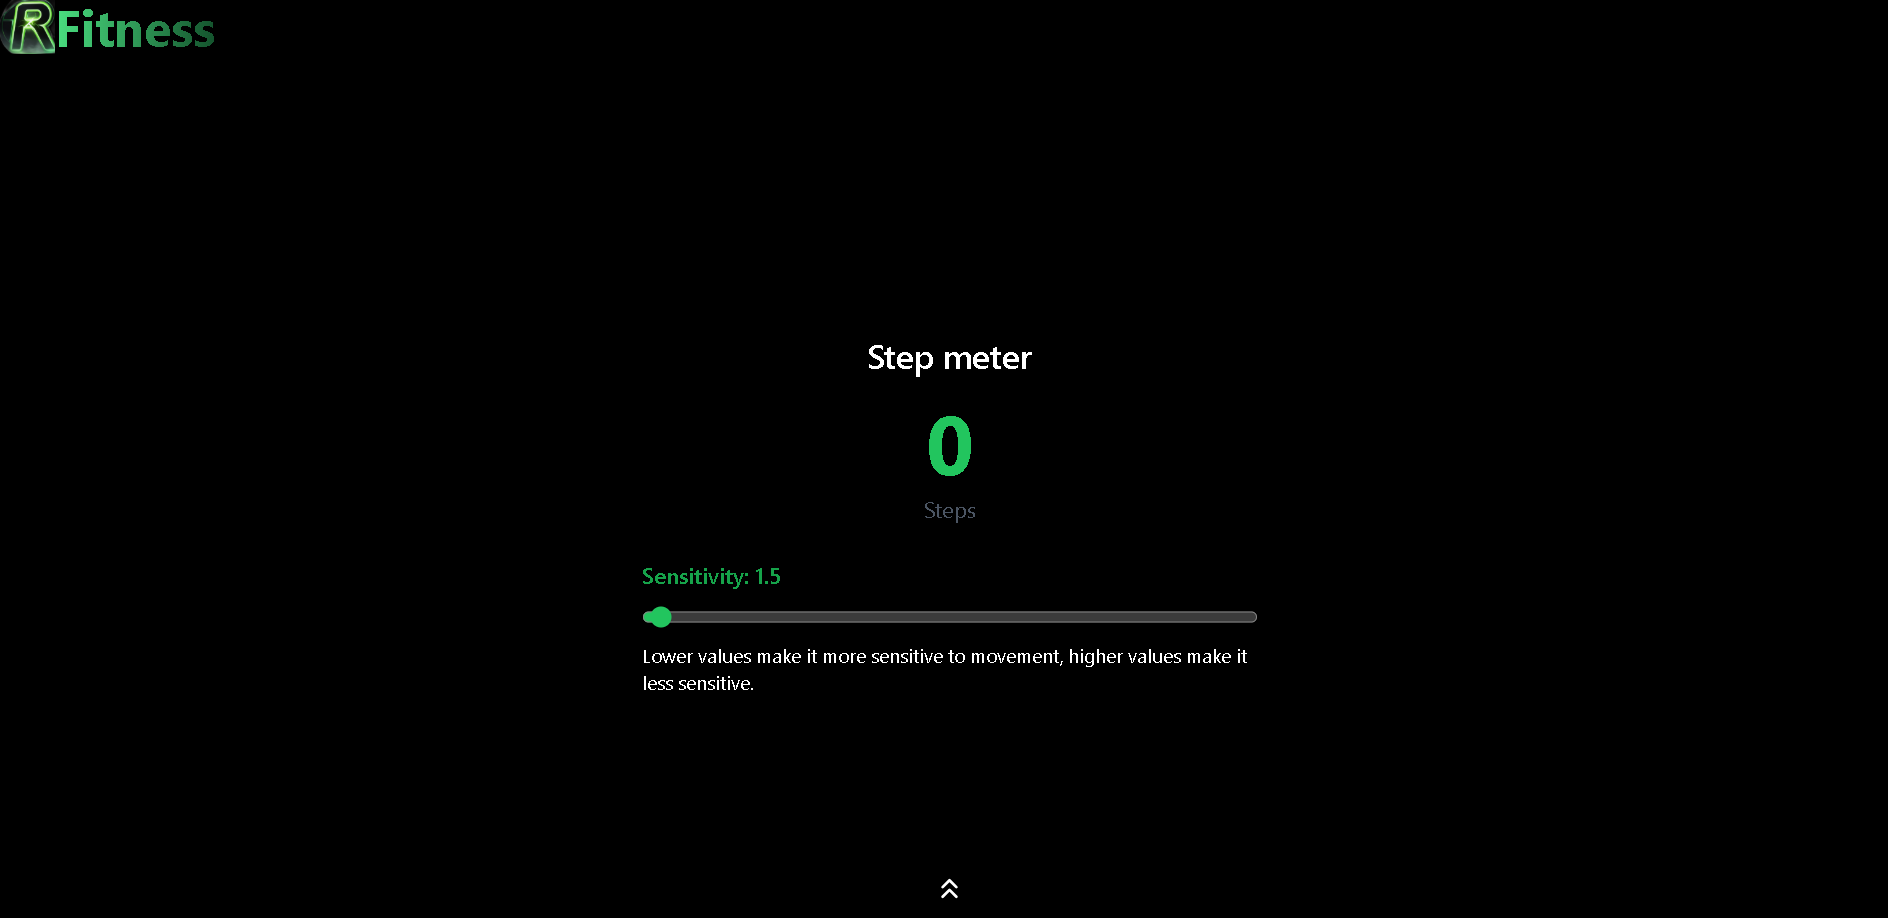 RFitness
Step meter
0
Steps
Sensitivity: 1.5
Lower values make it more sensitive to movement, higher values make it
less sensitive.